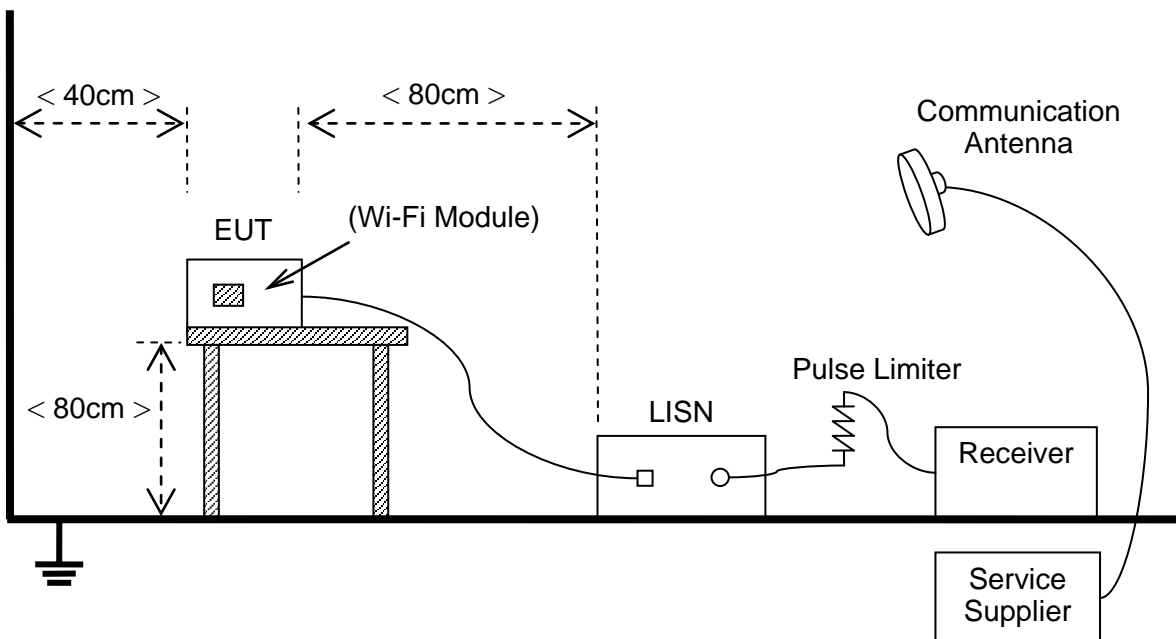 < 40cm >
< 80cm >
Communication
Antenna
(Wi-Fi Module)
EUT
< 80cm >
Pulse Limiter
LISN
Receiver
Service
Supplier